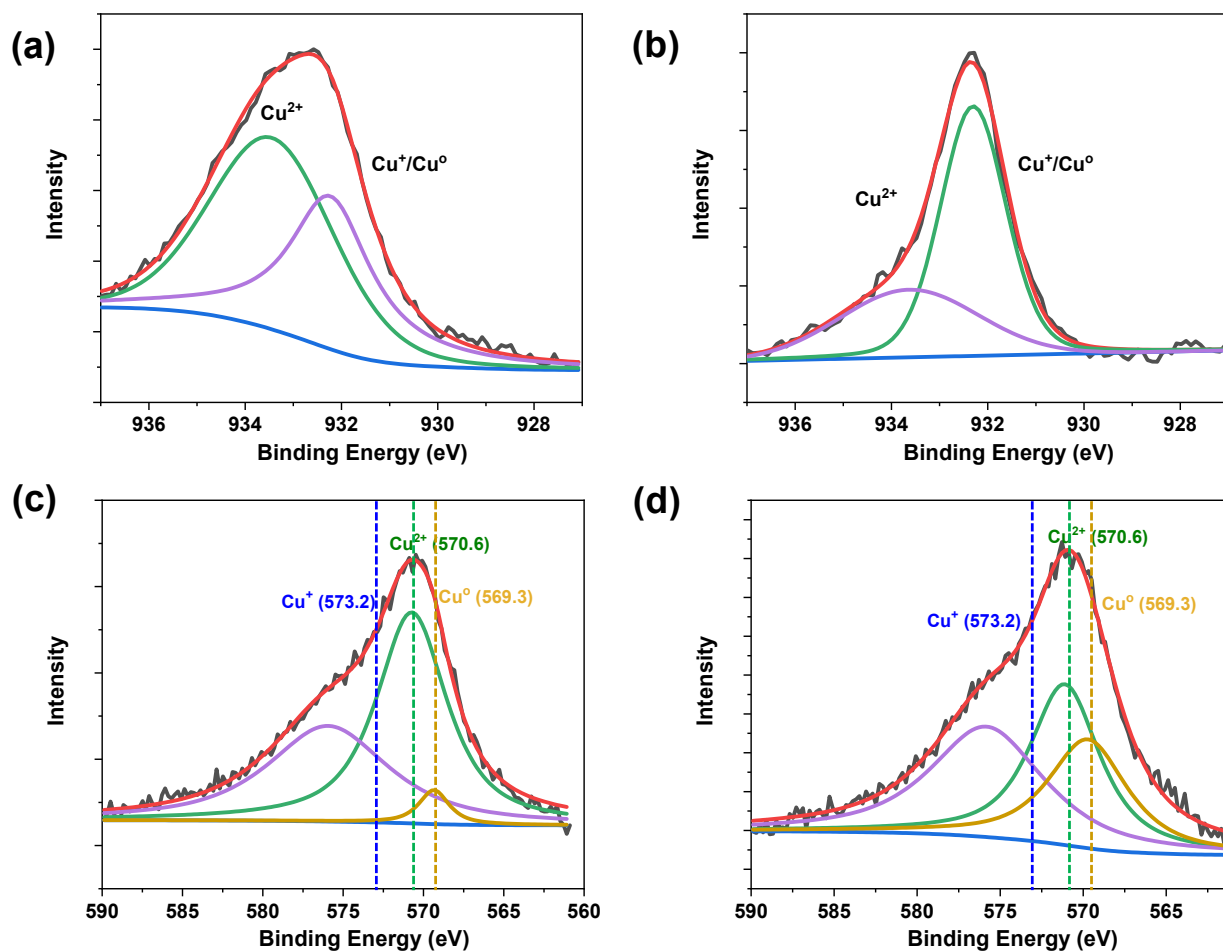 (a)
Intensity
Cu²⁺
Cu⁺/Cuᵒ
936 934 932 930 928
Binding Energy (eV)
(b)
Intensity
Cu²⁺
Cu⁺/Cuᵒ
936 934 932 930 928
Binding Energy (eV)
(c)
Intensity
Cu²⁺ (570.6)
Cu⁺ (573.2)
Cuᵒ (569.3)
590 585 580 575 570 565 560
Binding Energy (eV)
(d)
Intensity
Cu²⁺ (570.6)
Cu⁺ (573.2)
Cuᵒ (569.3)
590 585 580 575 570 565
Binding Energy (eV)